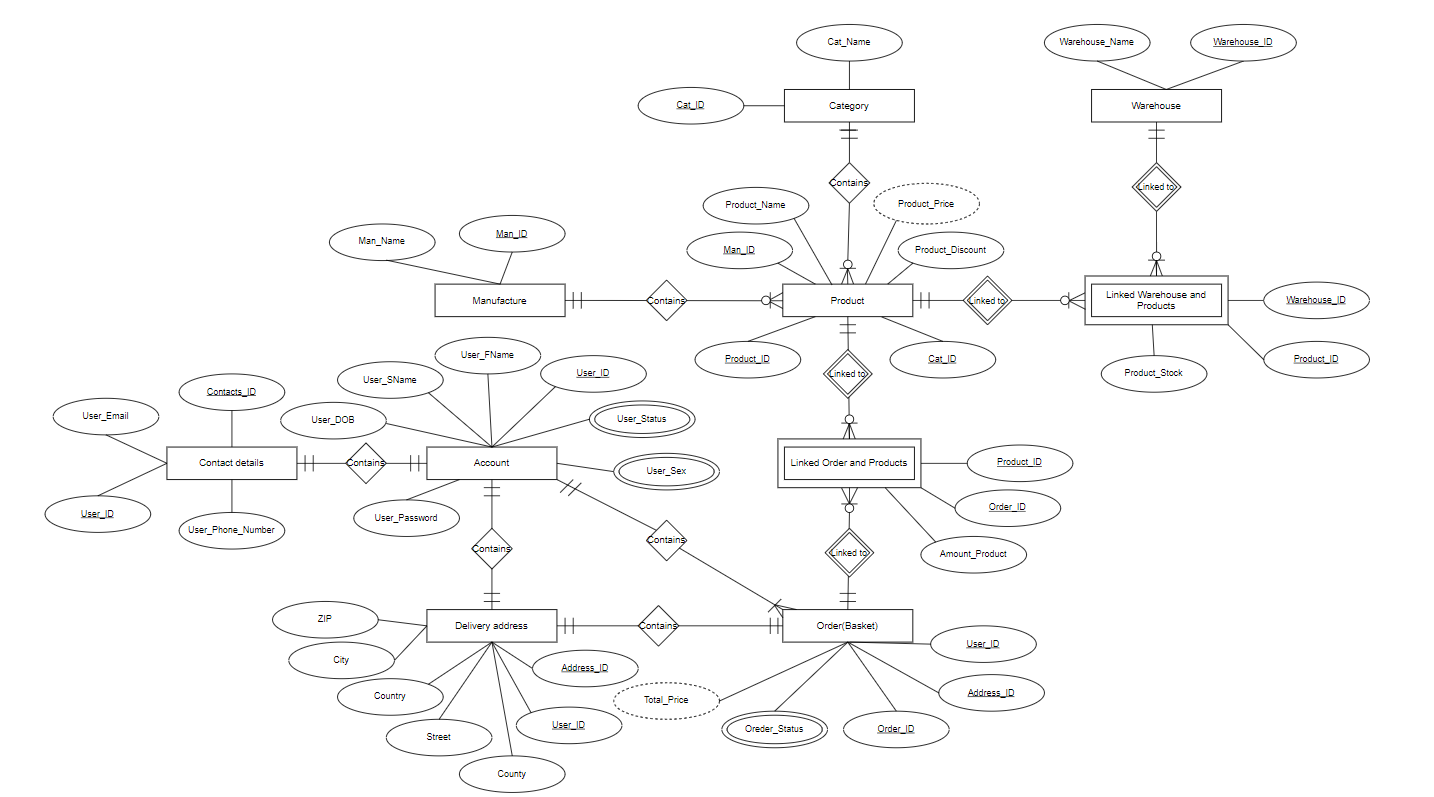 Cat_Name
Warehouse_Name
Warehouse_ID
Cat_ID
Category
Warehouse
Contains
Linked to
Product_Name
Product_Price
Man_Name
Man_ID
Man_ID
Product_Discount
Manufacture
Contains
Product
Linked to
Linked Warehouse and
Products
Warehouse_ID
Product_ID
Cat_ID
Product_Stock
Product_ID
Linked to
User_FName
User_SName
User_ID
Contacts_ID
User_Email
User_DOB
User_Status
Contact details
Contains
Account
User_Sex
Linked Order and Products
Product_ID
Order_ID
User_ID
User_Phone_Number
User_Password
Contains
Contains
Linked to
Amount_Product
ZIP
Delivery address
Contains
Order(Basket)
City
Address_ID
User_ID
Country
Total_Price
Address_ID
Street
User_ID
Oreder_Status
Order_ID
County